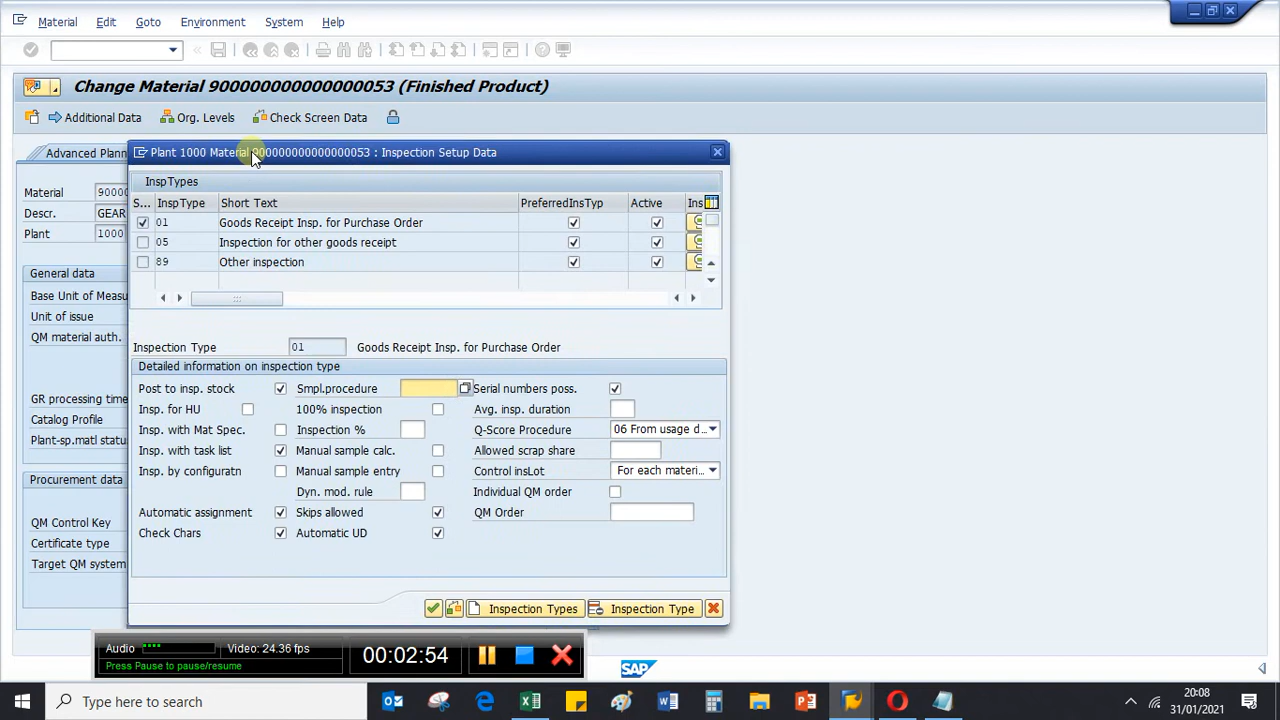 Material Edit Goto Environment System Help
Change Material 900000000000000053 (Finished Product)
Additional Data Org. Levels Check Screen Data
Advanced Plann
Plant 1000 Material 900000000000000053 : Inspection Setup Data
InspTypes
S... InspType Short Text PreferredInsTyp Active Ins
01 Goods Receipt Insp. for Purchase Order
05 Inspection for other goods receipt
89 Other inspection
Material 90000
Descr. GEAR
Plant 1000
General data
Base Unit of Measu
Unit of issue
QM material auth.
GR processing time
Catalog Profile
Plant-sp.matl status
Procurement data
QM Control Key
Certificate type
Target QM system
Inspection Type 01 Goods Receipt Insp. for Purchase Order
Detailed information on inspection type
Post to insp. stock Smpl.procedure Serial numbers poss.
Insp. for HU 100% inspection Avg. insp. duration
Insp. with Mat Spec. Inspection % Q-Score Procedure 06 From usage d...
Insp. with task list Manual sample calc. Allowed scrap share
Insp. by configuratn Manual sample entry Control insLot For each materi...
Dyn. mod. rule Individual QM order
Automatic assignment Skips allowed QM Order
Check Chars Automatic UD
Inspection Types Inspection Type
Audio Video: 24.36 fps
Press Pause to pause/resume
00:02:54
SAP
Type here to search
20:08
31/01/2021